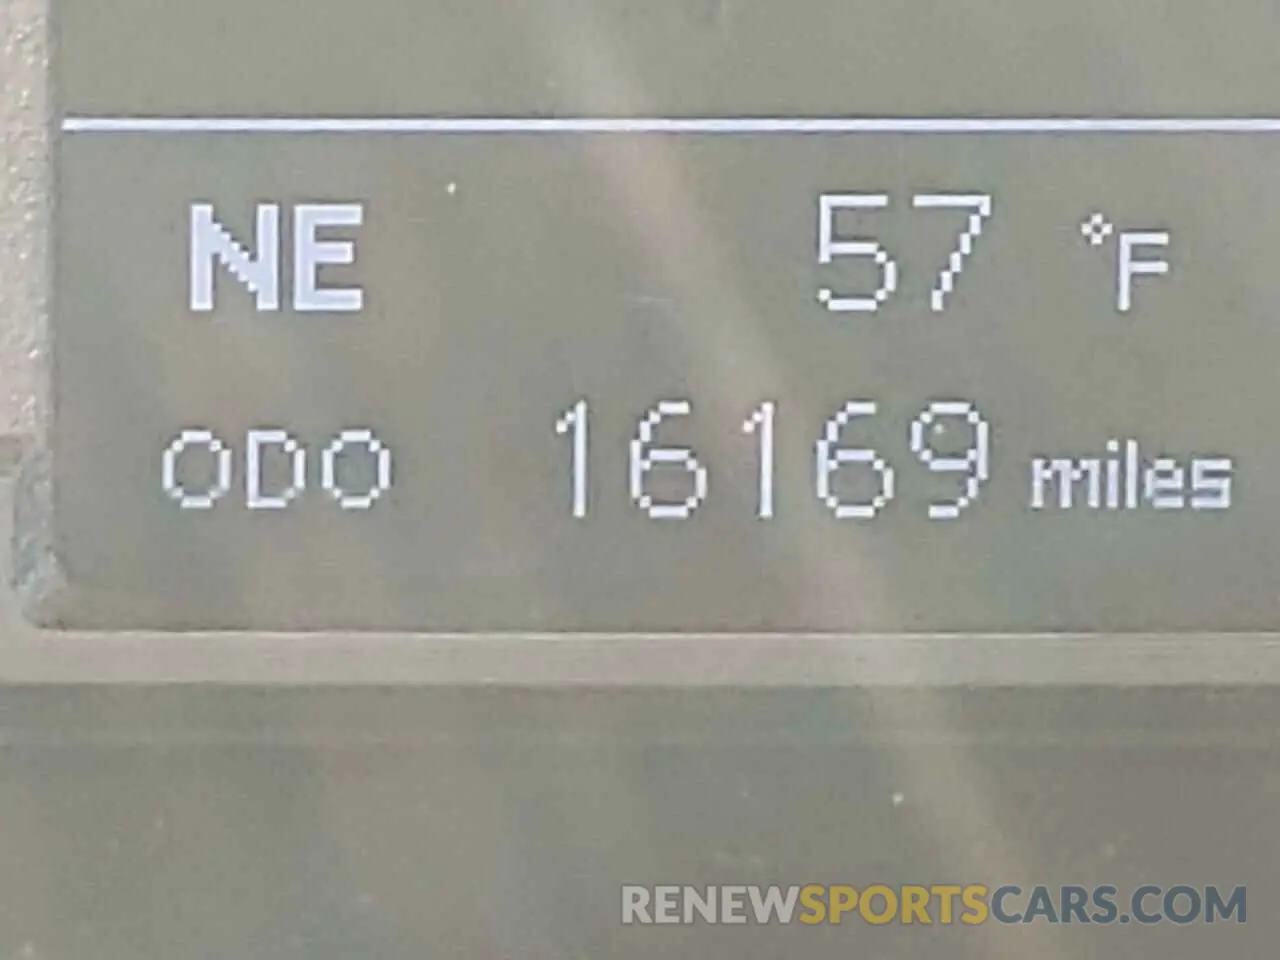 NE 57 °F
ODO 16169 miles
RENEWSPORTSCARS.COM